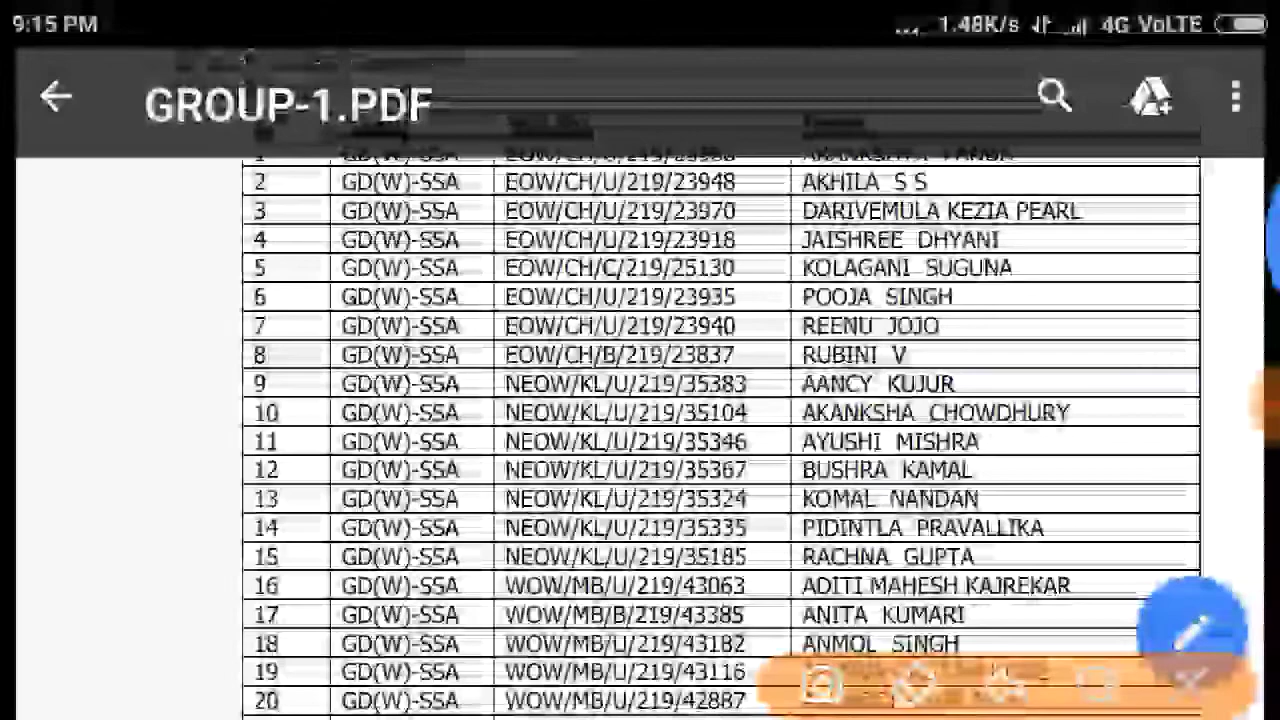 9:15 PM 1.48K/s 4G VoLTE
GROUP-1.PDF
1 GD(W)-SSA
2 GD(W)-SSA EOW/CH/U/219/23948 AKHILA S S
3 GD(W)-SSA EOW/CH/U/219/23970 DARIVEMULA KEZIA PEARL
4 GD(W)-SSA EOW/CH/U/219/23918 JAISHREE DHYANI
5 GD(W)-SSA EOW/CH/C/219/25130 KOLAGANI SUGUNA
6 GD(W)-SSA EOW/CH/U/219/23935 POOJA SINGH
7 GD(W)-SSA EOW/CH/U/219/23940 REENU JOJO
8 GD(W)-SSA EOW/CH/B/219/23837 RUBINI V
9 GD(W)-SSA NEOW/KL/U/219/35383 AANCY KUJUR
10 GD(W)-SSA NEOW/KL/U/219/35104 AKANKSHA CHOWDHURY
11 GD(W)-SSA NEOW/KL/U/219/35346 AYUSHI MISHRA
12 GD(W)-SSA NEOW/KL/U/219/35367 BUSHRA KAMAL
13 GD(W)-SSA NEOW/KL/U/219/35324 KOMAL NANDAN
14 GD(W)-SSA NEOW/KL/U/219/35335 PIDINTLA PRAVALLIKA
15 GD(W)-SSA NEOW/KL/U/219/35185 RACHNA GUPTA
16 GD(W)-SSA WOW/MB/U/219/43063 ADITI MAHESH KAJREKAR
17 GD(W)-SSA WOW/MB/B/219/43385 ANITA KUMARI
18 GD(W)-SSA WOW/MB/U/219/43182 ANMOL SINGH
19 GD(W)-SSA WOW/MB/U/219/43116
20 GD(W)-SSA WOW/MB/U/219/42887